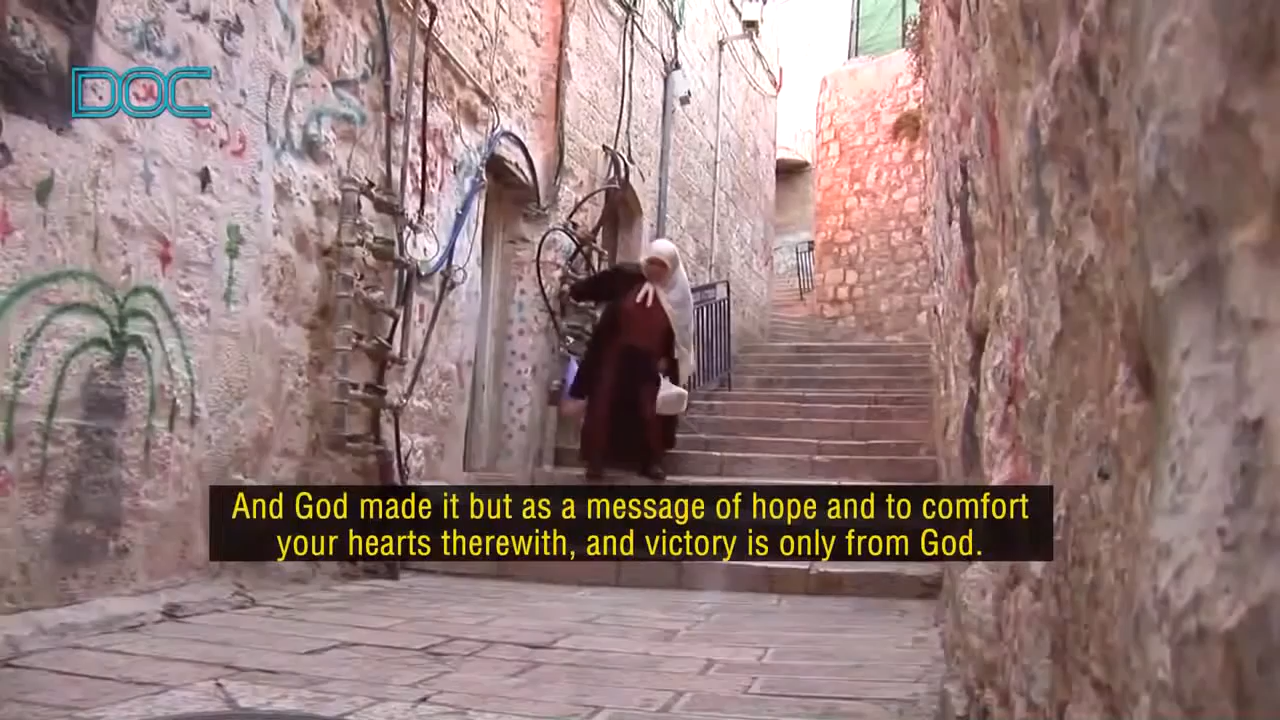 DOC
And God made it but as a message of hope and to comfort
your hearts therewith, and victory is only from God.